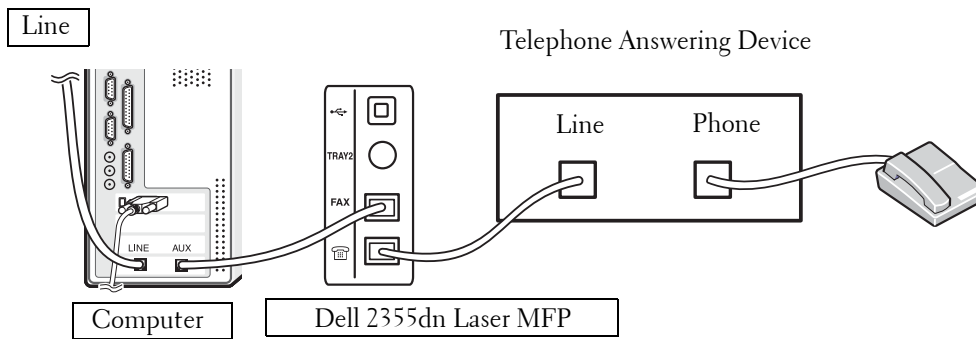 Line
Telephone Answering Device
Line
Phone
TRAY2
FAX
LINE
AUX
Computer
Dell 2355dn Laser MFP